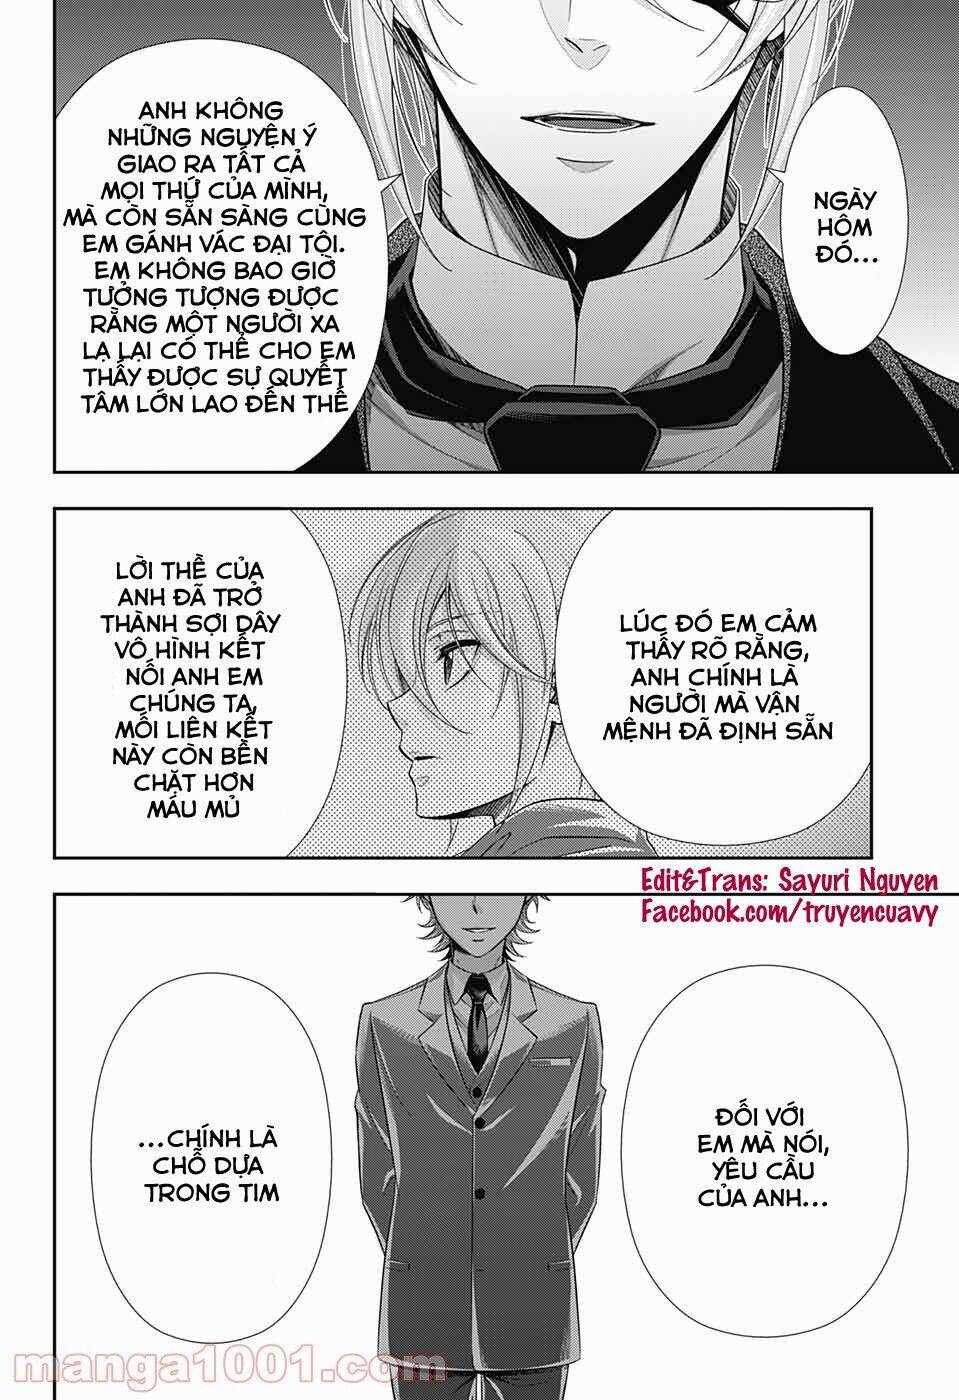 NGÀY
HÔM
ĐÓ...
ANH KHÔNG
NHỮNG NGUYỆN Ý
GIAO RA TẤT CẢ
MỌI THỨ CỦA MÌNH,
MÀ CÒN SẴN SÀNG CÙNG
EM GÁNH VÁC ĐẠI TỘI.
EM KHÔNG BAO GIỜ
TƯỞNG TƯỢNG ĐƯỢC
RẰNG MỘT NGƯỜI XA
LẠ LẠI CÓ THỂ CHO EM
THẤY ĐƯỢC SỰ QUYẾT
TÂM LỚN LAO ĐẾN THẾ
LÚC ĐÓ EM CẢM
THẤY RÕ RẰNG,
ANH CHÍNH LÀ
NGƯỜI MÀ VẬN
MỆNH ĐÃ ĐỊNH SẴN
LỜI THỀ CỦA
ANH ĐÃ TRỞ
THÀNH SỢI DÂY
VÔ HÌNH KẾT
NỐI ANH EM
CHÚNG TA,
MỐI LIÊN KẾT
NÀY CÒN BỀN
CHẶT HƠN
MÁU MỦ
Edit&Trans: Sayuri Nguyen
Facebook.com/truyencuavy
ĐỐI VỚI
EM MÀ NÓI,
YÊU CẦU
CỦA ANH...
...CHÍNH LÀ
CHỖ DỰA
TRONG TIM
manga1001.com